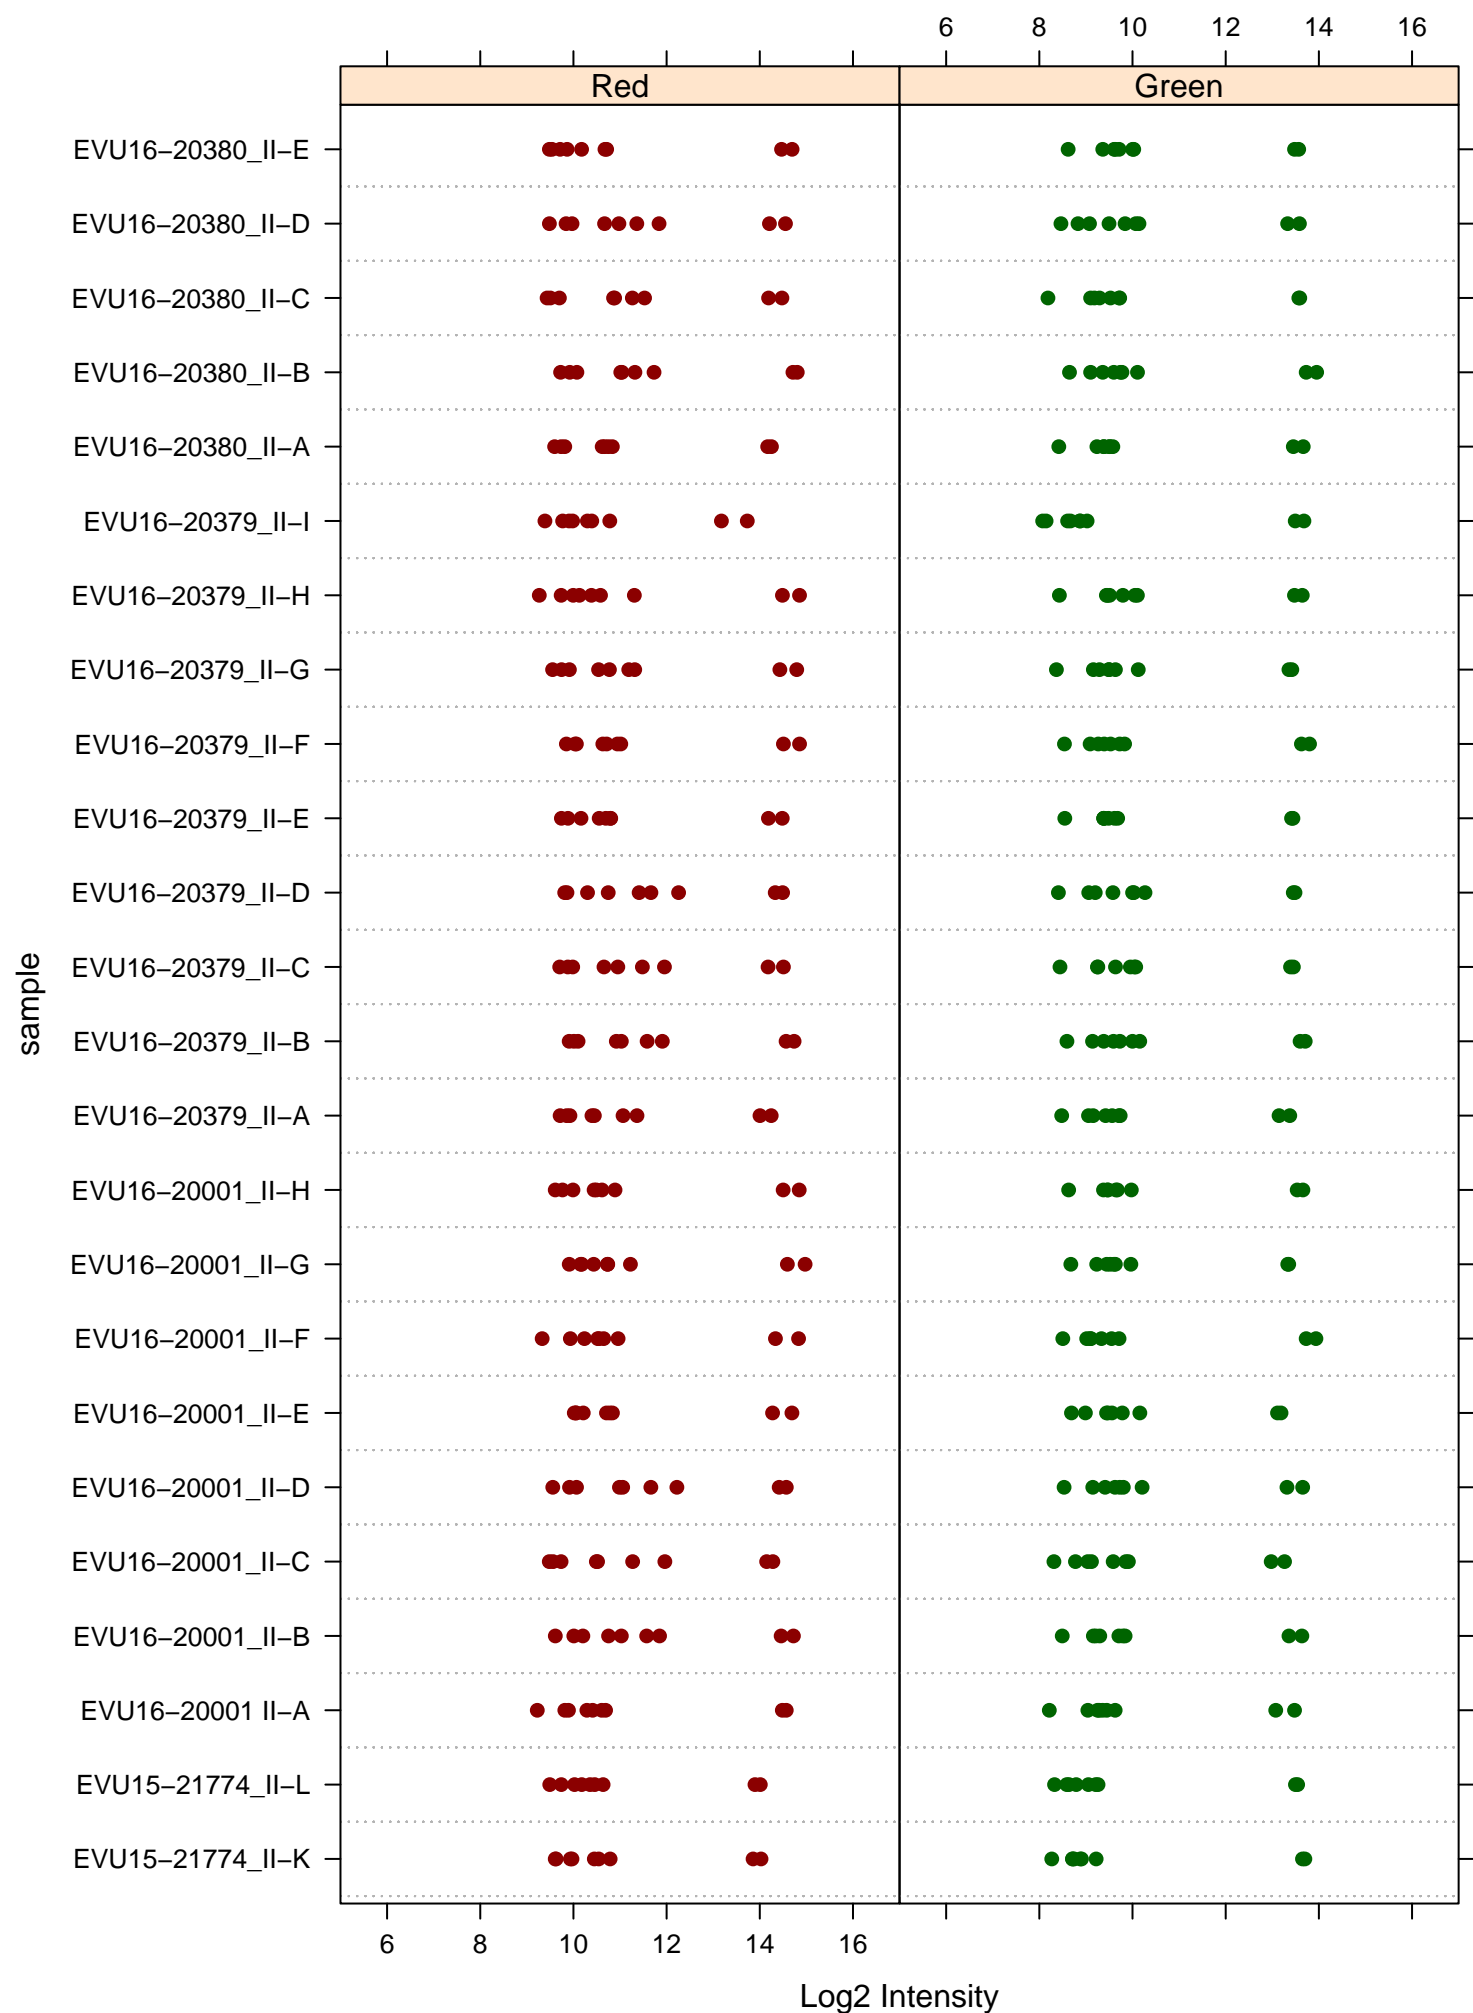 6 8 10 12 14 16
Red Green
EVU16−20380_II−E
EVU16−20380_II−D
EVU16−20380_II−C
EVU16−20380_II−B
EVU16−20380_II−A
EVU16−20379_II−I
EVU16−20379_II−H
EVU16−20379_II−G
EVU16−20379_II−F
EVU16−20379_II−E
EVU16−20379_II−D
EVU16−20379_II−C
EVU16−20379_II−B
EVU16−20379_II−A
EVU16−20001_II−H
EVU16−20001_II−G
EVU16−20001_II−F
EVU16−20001_II−E
EVU16−20001_II−D
EVU16−20001_II−C
EVU16−20001_II−B
EVU16−20001 II−A
EVU15−21774_II−L
EVU15−21774_II−K
sample
6 8 10 12 14 16
Log2 Intensity